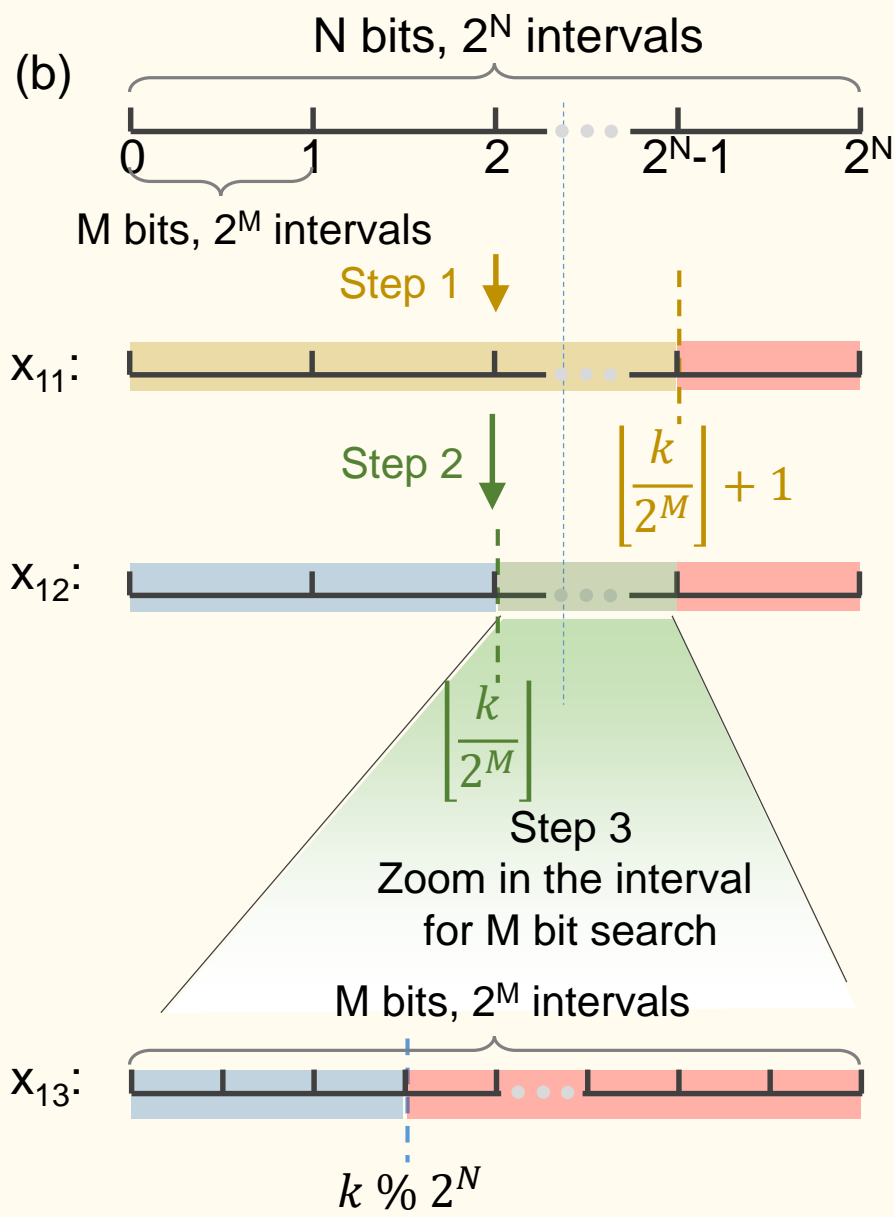 N bits, 2^N intervals
(b)
0 1 2 2^N-1 2^N
M bits, 2^M intervals
Step 1
x₁₁:
⌊k/2^M⌋ + 1
Step 2
x₁₂:
⌊k/2^M⌋
Step 3
Zoom in the interval
for M bit search
M bits, 2^M intervals
x₁₃:
k % 2^N